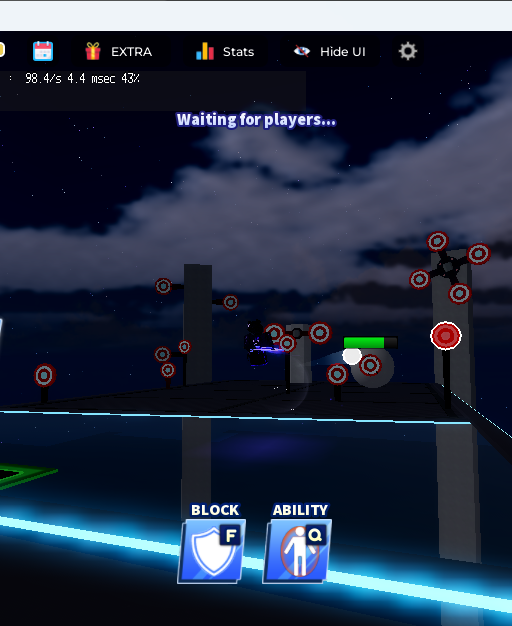 EXTRA Stats Hide UI
: 98.4/s 4.4 msec 43%
Waiting for players...
BLOCK ABILITY
F Q